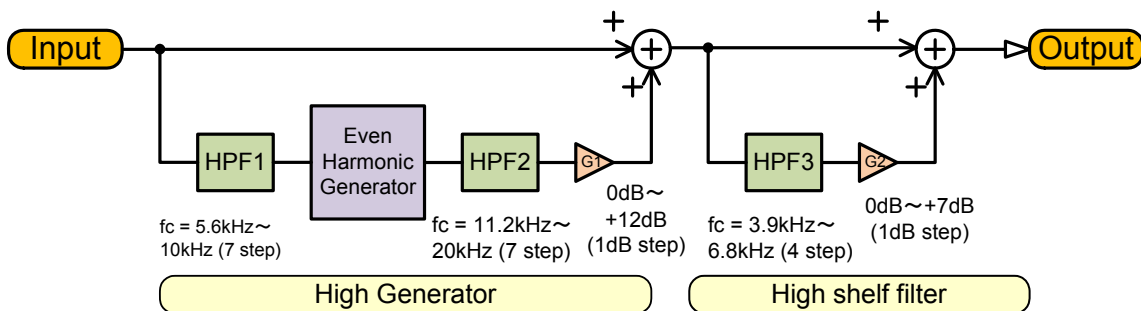 Input
+
+
+
+
+
+
Output
HPF1
Even
Harmonic
Generator
HPF2
G1
HPF3
G2
fc = 5.6kHz～
10kHz (7 step)
fc = 11.2kHz～
20kHz (7 step)
0dB～
+12dB
(1dB step)
fc = 3.9kHz～
6.8kHz (4 step)
0dB～+7dB
(1dB step)
High Generator
High shelf filter